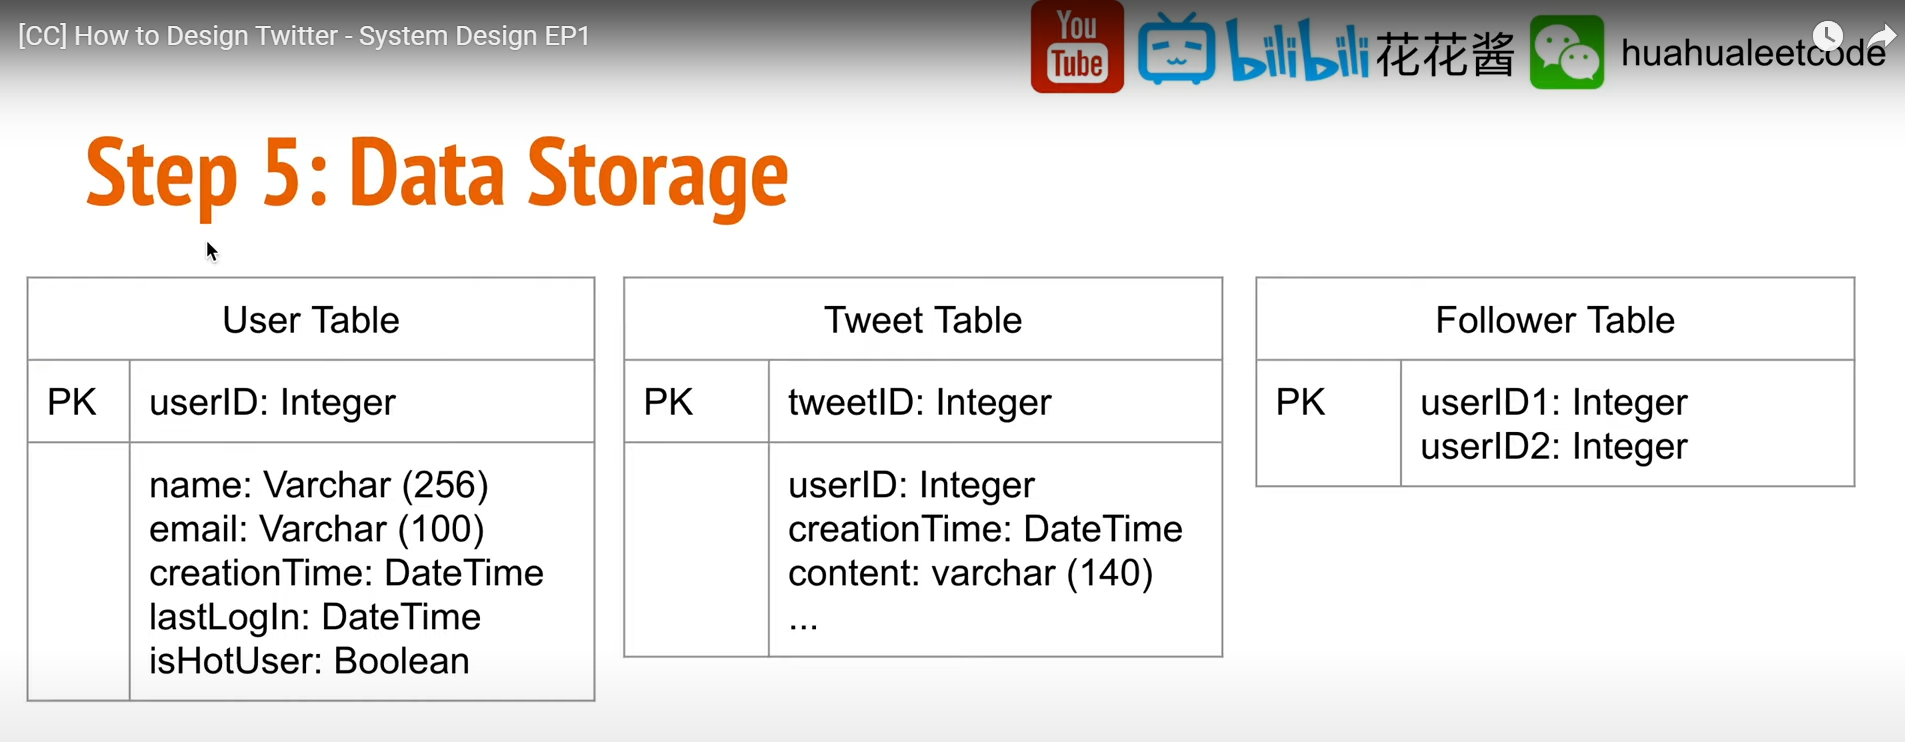 [CC] How to Design Twitter - System Design EP1
You
Tube
bilibili 花花酱
huahualeetcode
Step 5: Data Storage
User Table
PK
userID: Integer
name: Varchar (256)
email: Varchar (100)
creationTime: DateTime
lastLogIn: DateTime
isHotUser: Boolean
Tweet Table
PK
tweetID: Integer
userID: Integer
creationTime: DateTime
content: varchar (140)
...
Follower Table
PK
userID1: Integer
userID2: Integer